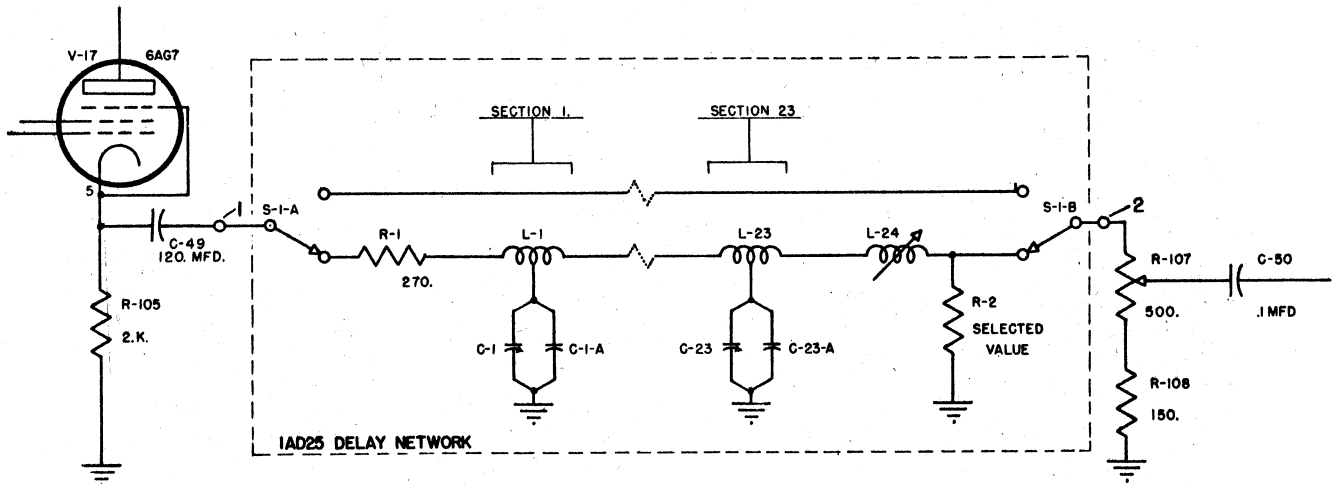 V-17 6AG7
5
C-49
120. MFD.
R-105
2.K.
1
S-1-A
SECTION 1. SECTION 23
R-1
270.
L-1
L-23
L-24
C-1 C-1-A
C-23 C-23-A
R-2
SELECTED
VALUE
1AD25 DELAY NETWORK
S-1-B
2
R-107
500.
C-50
.1 MFD
R-108
150.